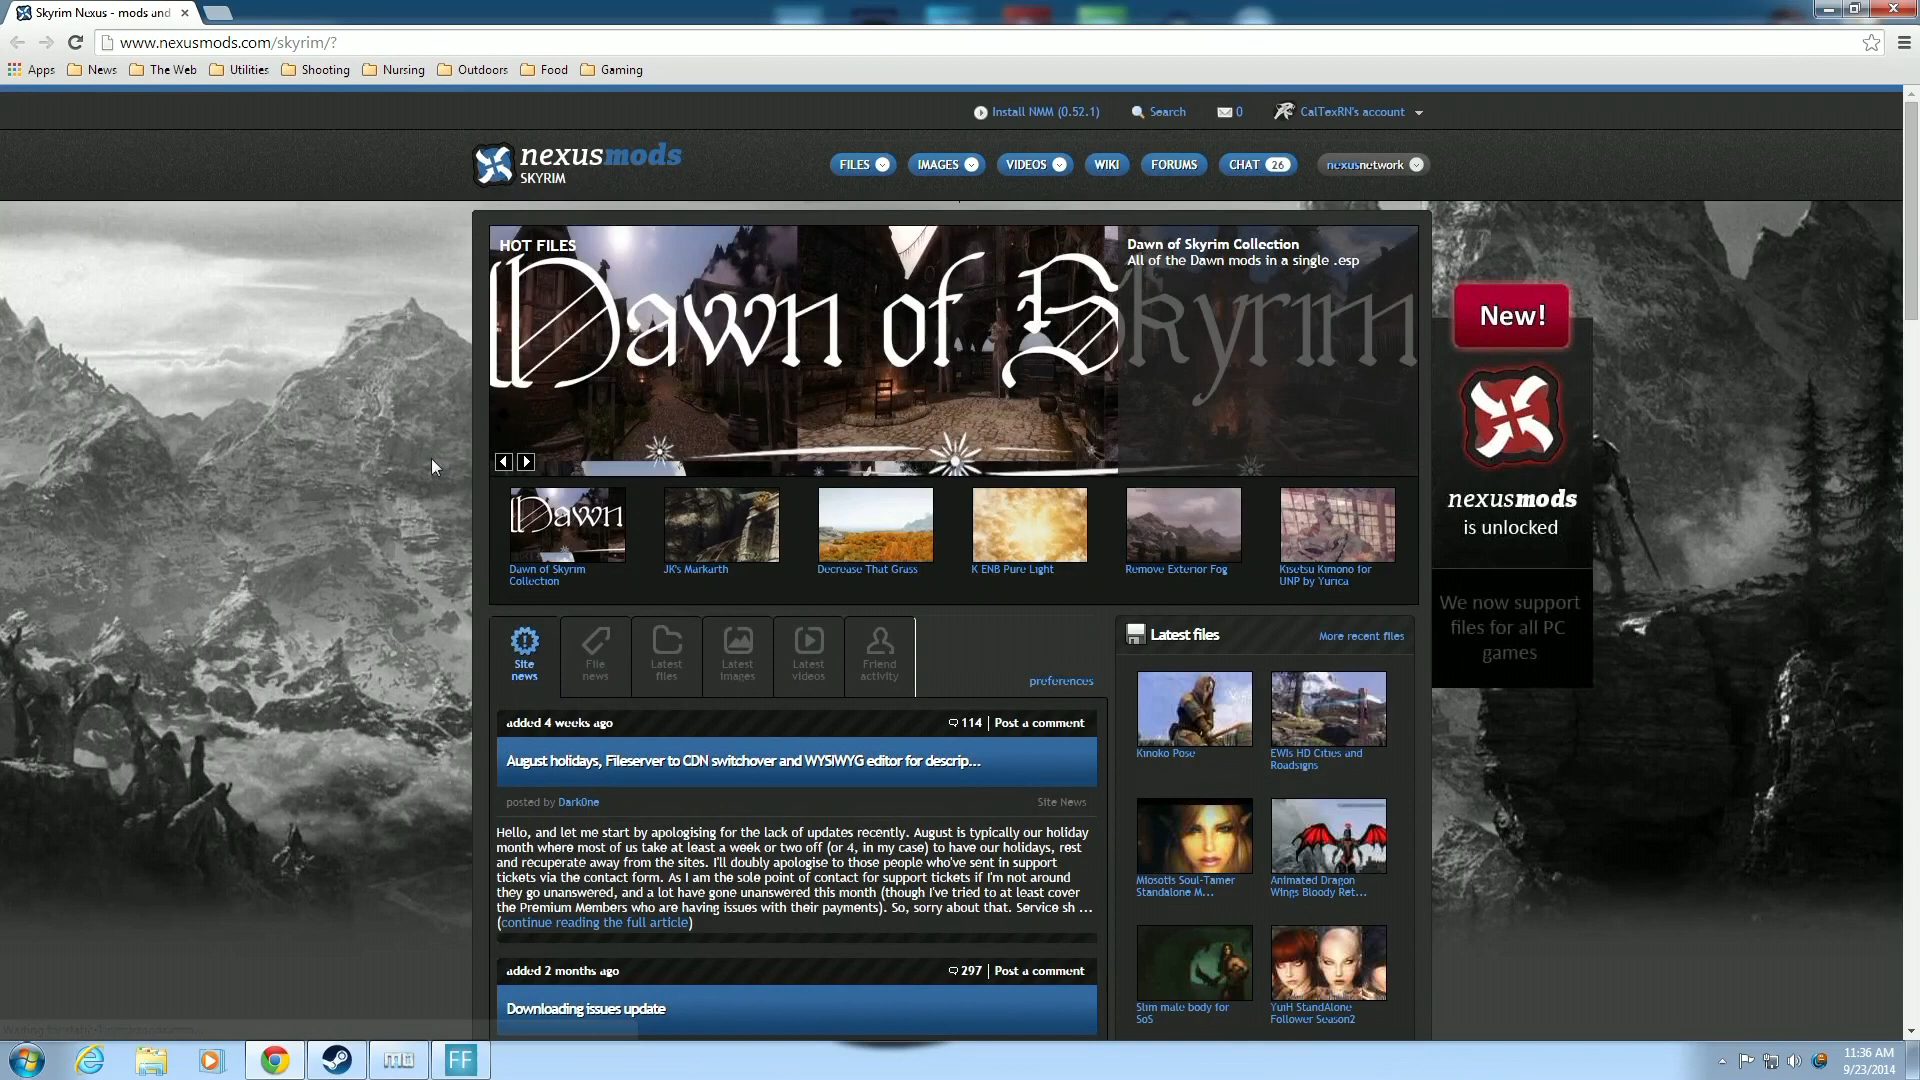 Skyrim Nexus - mods and
www.nexusmods.com/skyrim/?
Apps News The Web Utilities Shooting Nursing Outdoors Food Gaming
Install NMM (0.52.1) Search 0 CalTexRN's account
nexusmods
SKYRIM
FILES IMAGES VIDEOS WIKI FORUMS CHAT 26 nexusnetwork
HOT FILES
Dawn of Skyrim
Dawn of Skyrim Collection
All of the Dawn mods in a single .esp
Dawn
Dawn of Skyrim
Collection
JK's Markarth
Decrease That Grass
K ENB Pure Light
Remove Exterior Fog
Kisetsu Kimono for
UNP by Yurica
New!
nexusmods
is unlocked
We now support
files for all PC
games
Site
news
File
news
Latest
files
Latest
images
Latest
videos
Friend
activity
preferences
added 4 weeks ago 114 | Post a comment
August holidays, Fileserver to CDN switchover and WYSIWYG editor for descrip...
posted by Dark0ne Site News
Hello, and let me start by apologising for the lack of updates recently. August is typically our holiday
month where most of us take at least a week or two off (or 4, in my case) to have our holidays, rest
and recuperate away from the sites. I'll doubly apologise to those people who've sent in support
tickets via the contact form. As I am the sole point of contact for support tickets if I'm not around
they go unanswered, and a lot have gone unanswered this month (though I've tried to at least cover
the Premium Members who are having issues with their payments). So, sorry about that. Service sh ...
(continue reading the full article)
added 2 months ago 297 | Post a comment
Downloading issues update
Latest files More recent files
Kinoko Pose
EWIs HD Cities and
Roadsigns
Miosotis Soul-Tamer
Standalone M...
Animated Dragon
Wings Bloody Ret...
Slim male body for
SoS
YuiH StandAlone
Follower Season2
FF
11:36 AM
9/23/2014